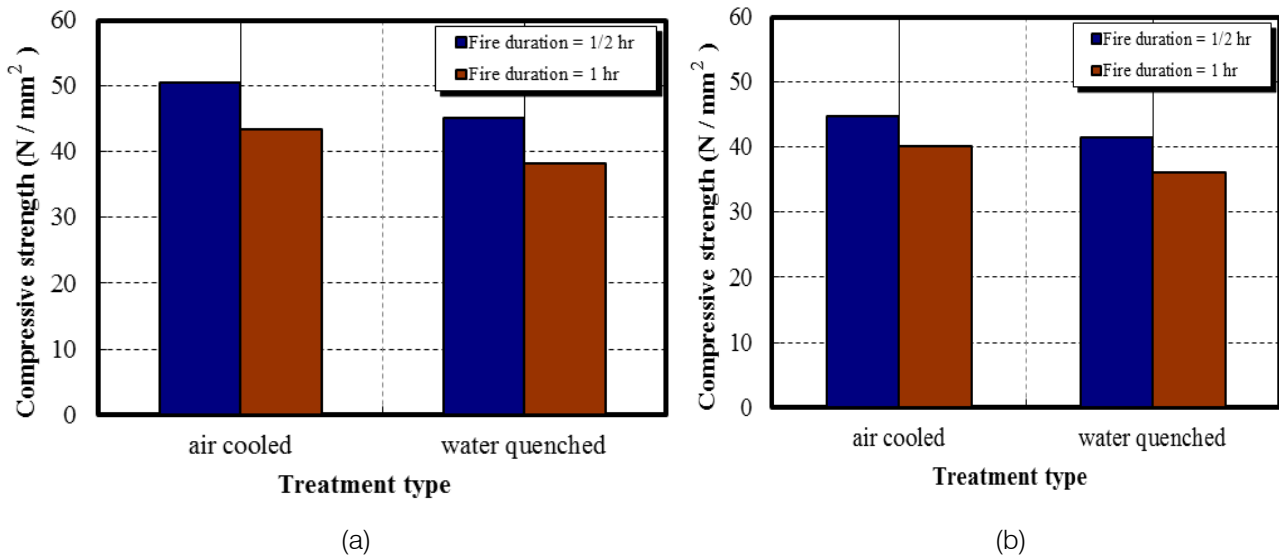 Compressive strength (N / mm²)
60
50
40
30
20
10
0
Fire duration = 1/2 hr
Fire duration = 1 hr
air cooled
water quenched
Treatment type
(a)
Compressive strength (N / mm²)
60
50
40
30
20
10
0
Fire duration = 1/2 hr
Fire duration = 1 hr
air cooled
water quenched
Treatment type
(b)